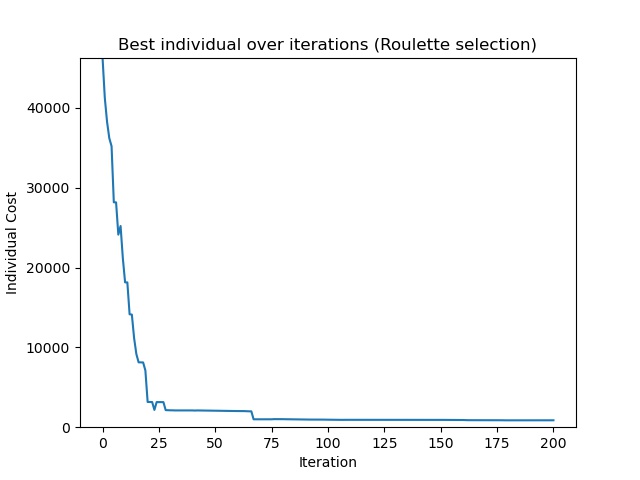 Best individual over iterations (Roulette selection)
40000
30000
20000
10000
0
Individual Cost
0 25 50 75 100 125 150 175 200
Iteration